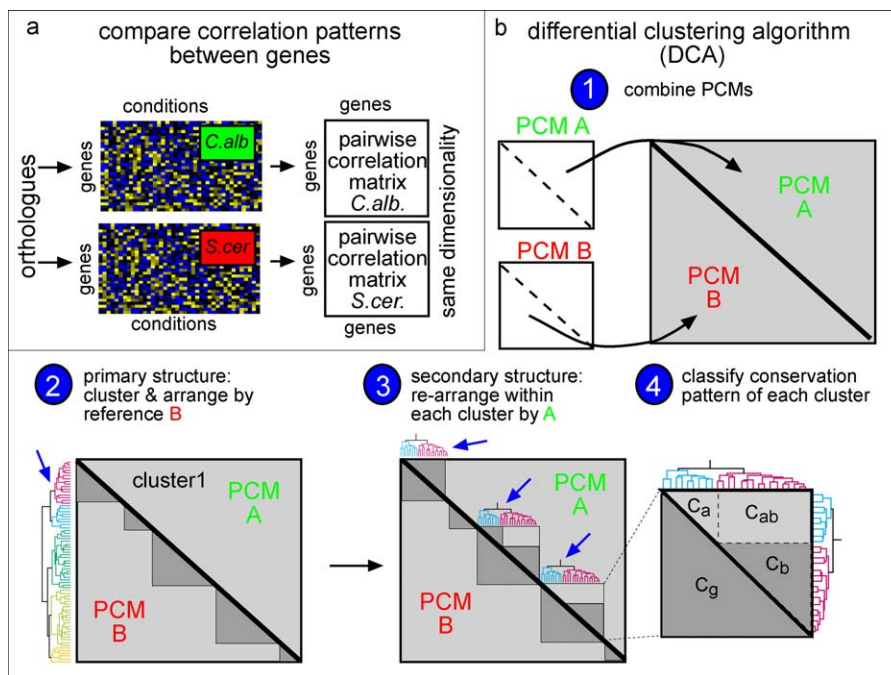 a
compare correlation patterns
between genes
conditions
genes
C.alb
genes
genes
pairwise
correlation
matrix
C.alb.
orthologues
same dimensionality
genes
S.cer
conditions
genes
pairwise
correlation
matrix
S.cer.
genes
b
differential clustering algorithm
(DCA)
1
combine PCMs
PCM A
PCM B
PCM
A
PCM
B
2
primary structure:
cluster & arrange by
reference B
cluster1
PCM
A
PCM
B
3
secondary structure:
re-arrange within
each cluster by A
PCM
A
PCM
B
4
classify conservation
pattern of each cluster
Ca
Cab
Cb
Cg